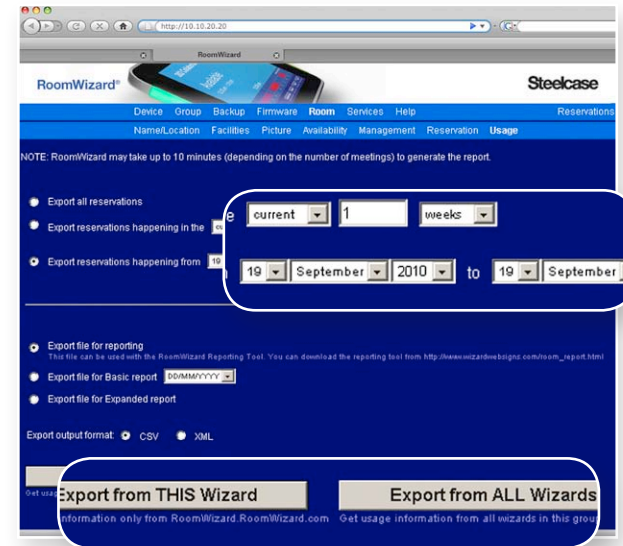 http://10.10.20.20
RoomWizard
RoomWizard®
Steelcase
Device Group Backup Firmware Room Services Help Reservations
Name/Location Facilities Picture Availability Management Reservation Usage
NOTE: RoomWizard may take up to 10 minutes (depending on the number of meetings) to generate the report.
Export all reservations
Export reservations happening in the
e current 1 weeks
Export reservations happening from 19
19 September 2010 to 19 September
Export file for reporting
This file can be used with the RoomWizard Reporting Tool. You can download the reporting tool from http://www.wizardwebsigns.com/room_report.html
Export file for Basic report DD/MM/YYYY
Export file for Expanded report
Export output format: CSV XML
Export from THIS Wizard Export from ALL Wizards
Get usag
information only from RoomWizard.RoomWizard.com Get usage information from all wizards in this grou